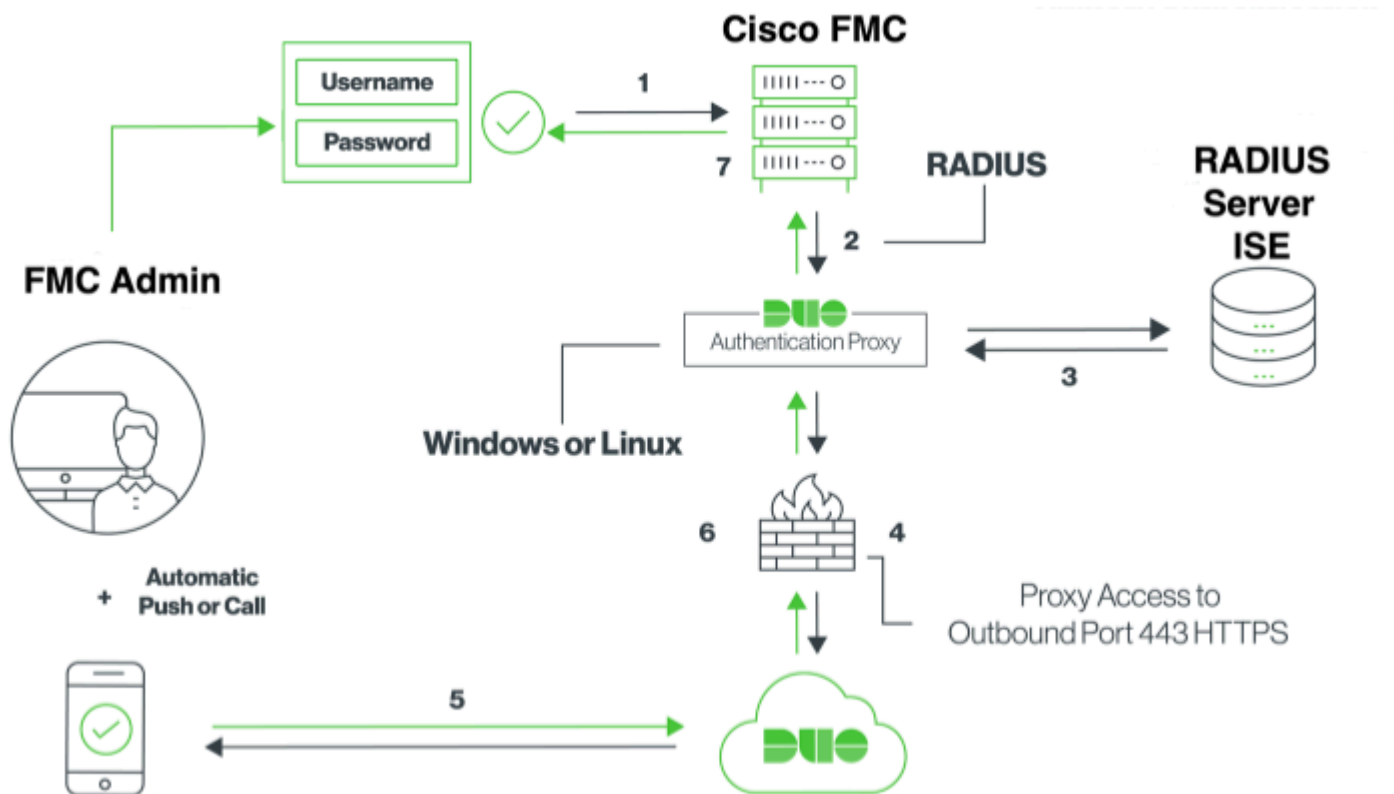 Cisco FMC
Username
Password
1
7
RADIUS
2
RADIUS
Server
ISE
FMC Admin
DUO
Authentication Proxy
3
Windows or Linux
6
4
Automatic
+ Push or Call
Proxy Access to
Outbound Port 443 HTTPS
5
DUO